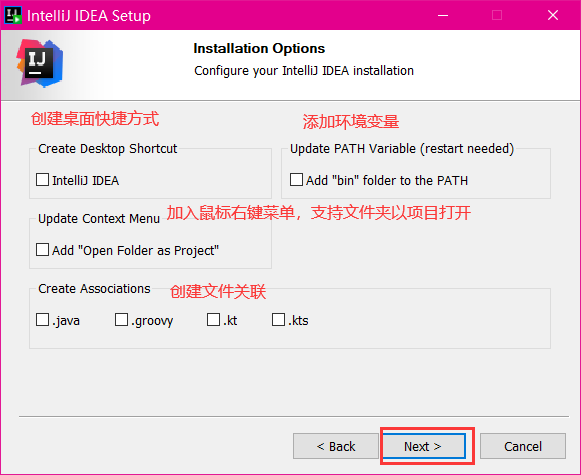 IntelliJ IDEA Setup
IJ
Installation Options
Configure your IntelliJ IDEA installation
创建桌面快捷方式
添加环境变量
Create Desktop Shortcut
Update PATH Variable (restart needed)
IntelliJ IDEA
Add "bin" folder to the PATH
加入鼠标右键菜单，支持文件夹以项目打开
Update Context Menu
Add "Open Folder as Project"
创建文件关联
Create Associations
.java .groovy .kt .kts
< Back Next > Cancel